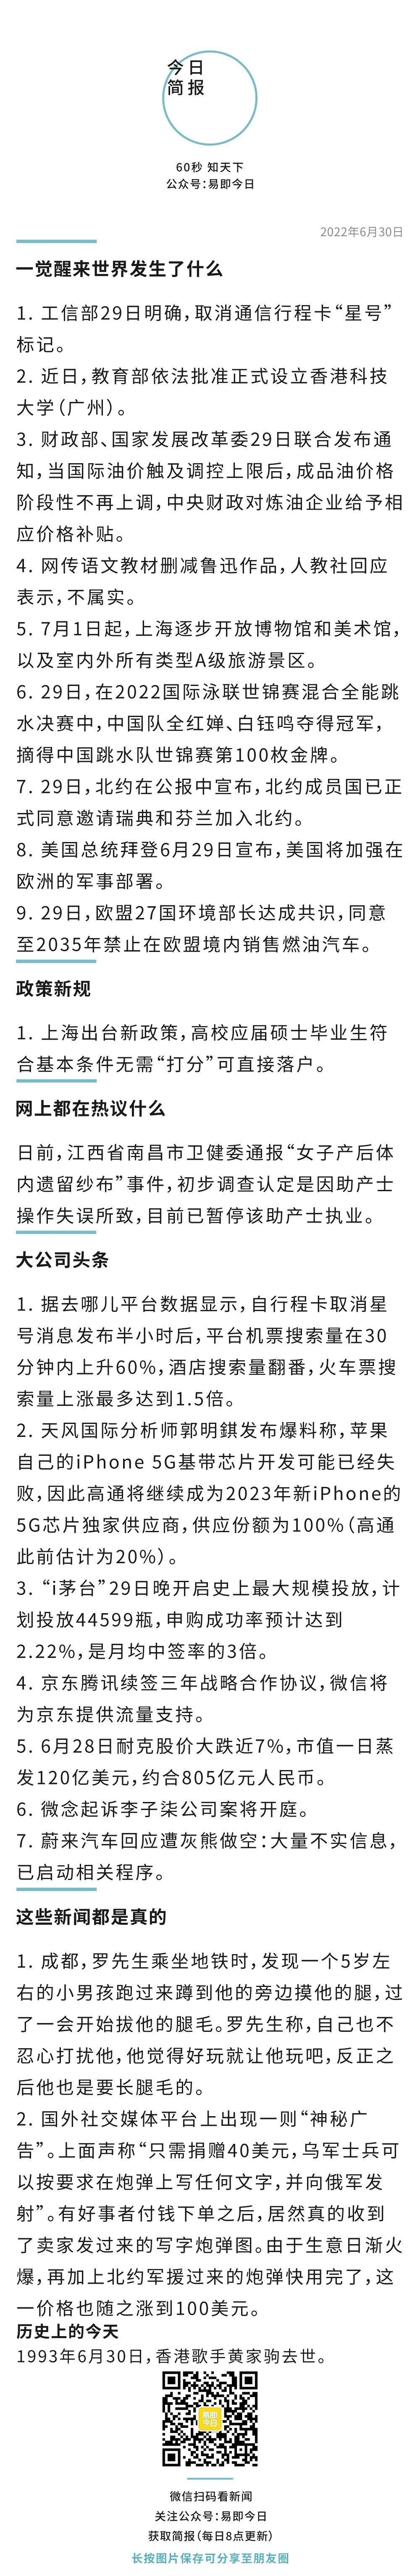 今日
简报
60秒 知天下
公众号：易即今日
2022年6月30日
一觉醒来世界发生了什么
1. 工信部29日明确，取消通信行程卡“星号”
标记。
2. 近日，教育部依法批准正式设立香港科技
大学（广州）。
3. 财政部、国家发展改革委29日联合发布通
知，当国际油价触及调控上限后，成品油价格
阶段性不再上调，中央财政对炼油企业给予相
应价格补贴。
4. 网传语文教材删减鲁迅作品，人教社回应
表示，不属实。
5. 7月1日起，上海逐步开放博物馆和美术馆，
以及室内外所有类型A级旅游景区。
6. 29日，在2022国际泳联世锦赛混合全能跳
水决赛中，中国队全红婵、白钰鸣夺得冠军，
摘得中国跳水队世锦赛第100枚金牌。
7. 29日，北约在公报中宣布，北约成员国已正
式同意邀请瑞典和芬兰加入北约。
8. 美国总统拜登6月29日宣布，美国将加强在
欧洲的军事部署。
9. 29日，欧盟27国环境部长达成共识，同意
至2035年禁止在欧盟境内销售燃油汽车。
政策新规
1. 上海出台新政策，高校应届硕士毕业生符
合基本条件无需“打分”可直接落户。
网上都在热议什么
日前，江西省南昌市卫健委通报“女子产后体
内遗留纱布”事件，初步调查认定是因助产士
操作失误所致，目前已暂停该助产士执业。
大公司头条
1. 据去哪儿平台数据显示，自行程卡取消星
号消息发布半小时后，平台机票搜索量在30
分钟内上升60%，酒店搜索量翻番，火车票搜
索量上涨最多达到1.5倍。
2. 天风国际分析师郭明錤发布爆料称，苹果
自己的iPhone 5G基带芯片开发可能已经失
败，因此高通将继续成为2023年新iPhone的
5G芯片独家供应商，供应份额为100%（高通
此前估计为20%）。
3. “i茅台”29日晚开启史上最大规模投放，计
划投放44599瓶，申购成功率预计达到
2.22%，是月均中签率的3倍。
4. 京东腾讯续签三年战略合作协议，微信将
为京东提供流量支持。
5. 6月28日耐克股价大跌近7%，市值一日蒸
发120亿美元，约合805亿元人民币。
6. 微念起诉李子柒公司案将开庭。
7. 蔚来汽车回应遭灰熊做空：大量不实信息，
已启动相关程序。
这些新闻都是真的
1. 成都，罗先生乘坐地铁时，发现一个5岁左
右的小男孩跑过来蹲到他的旁边摸他的腿，过
了一会开始拔他的腿毛。罗先生称，自己也不
忍心打扰他，他觉得好玩就让他玩吧，反正之
后他也是要长腿毛的。
2. 国外社交媒体平台上出现一则“神秘广
告”。上面声称“只需捐赠40美元，乌军士兵可
以按要求在炮弹上写任何文字，并向俄军发
射”。有好事者付钱下单之后，居然真的收到
了卖家发过来的写字炮弹图。由于生意日渐火
爆，再加上北约军援过来的炮弹快用完了，这
一价格也随之涨到100美元。
历史上的今天
1993年6月30日，香港歌手黄家驹去世。
易即
今日
微信扫码看新闻
关注公众号：易即今日
获取简报（每日8点更新）
长按图片保存可分享至朋友圈